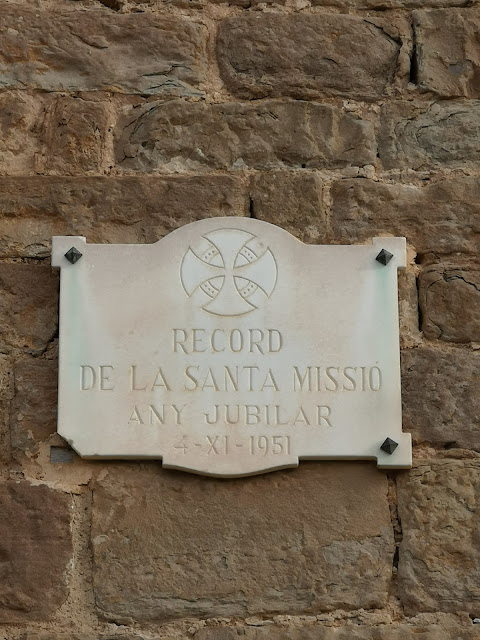 RECORD
DE LA SANTA MISSIÓ
ANY JUBILAR
4-XI-1951